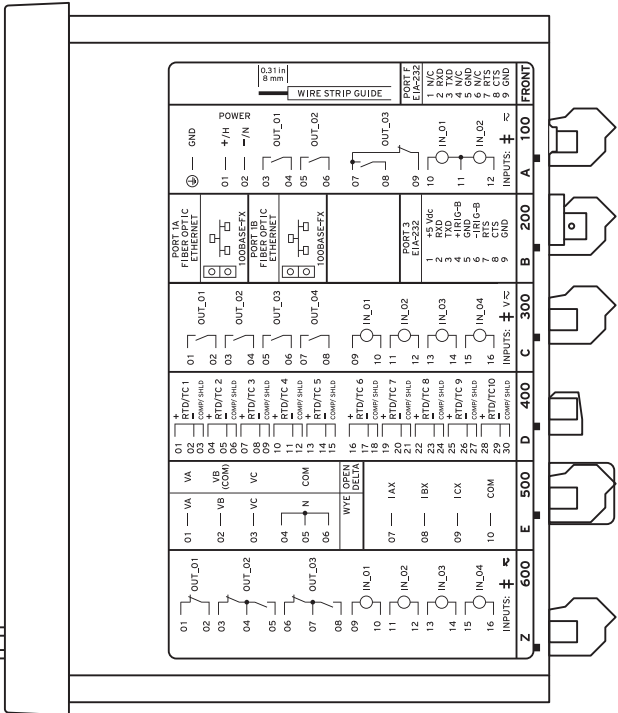 0.31 in
8 mm
WIRE STRIP GUIDE
PORT F
EIA-232
1 N/C
2 RXD
3 TXD
4 N/C
5 GND
6 N/C
7 RTS
8 CTS
9 GND
FRONT
GND
POWER
01 +/H
02 -/N
OUT_01
03
04
OUT_02
05
06
OUT_03
07
08
09
IN_01
10
11
IN_02
12
INPUTS:
A 100
PORT 1A
FIBER OPTIC
ETHERNET
100BASE-FX
PORT 1B
FIBER OPTIC
ETHERNET
100BASE-FX
PORT 3
EIA-232
1 +5 Vdc
2 RXD
3 TXD
4 +IRIG-B
5 GND
6 -IRIG-B
7 RTS
8 CTS
9 GND
B 200
OUT_01
01
02
OUT_02
03
04
OUT_03
05
06
OUT_04
07
08
IN_01
09
10
IN_02
11
12
IN_03
13
14
IN_04
15
16
INPUTS: V
C 300
01 +
02 - RTD/TC 1
03 COMP/ SHLD
04 +
05 - RTD/TC 2
06 COMP/ SHLD
07 +
08 - RTD/TC 3
09 COMP/ SHLD
10 +
11 - RTD/TC 4
12 COMP/ SHLD
13 +
14 - RTD/TC 5
15 COMP/ SHLD
16 +
17 - RTD/TC 6
18 COMP/ SHLD
19 +
20 - RTD/TC 7
21 COMP/ SHLD
22 +
23 - RTD/TC 8
24 COMP/ SHLD
25 +
26 - RTD/TC 9
27 COMP/ SHLD
28 +
29 - RTD/TC10
30 COMP/ SHLD
D 400
01 VA VA
02 VB VB
(COM)
03 VC VC
04
05 N COM
06
WYE OPEN
DELTA
07 IAX
08 IBX
09 ICX
10 COM
E 500
OUT_01
01
02
OUT_02
03
04
05
OUT_03
06
07
08
IN_01
09
10
IN_02
11
12
IN_03
13
14
IN_04
15
16
INPUTS:
Z 600